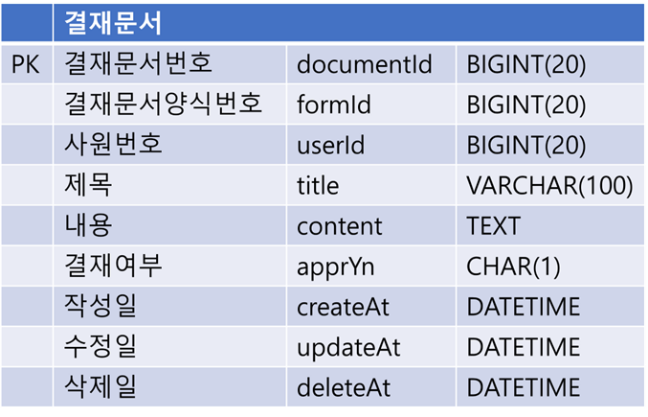 결재문서
PK 결재문서번호 documentId BIGINT(20)
결재문서양식번호 formId BIGINT(20)
사원번호 userId BIGINT(20)
제목 title VARCHAR(100)
내용 content TEXT
결재여부 apprYn CHAR(1)
작성일 createAt DATETIME
수정일 updateAt DATETIME
삭제일 deleteAt DATETIME